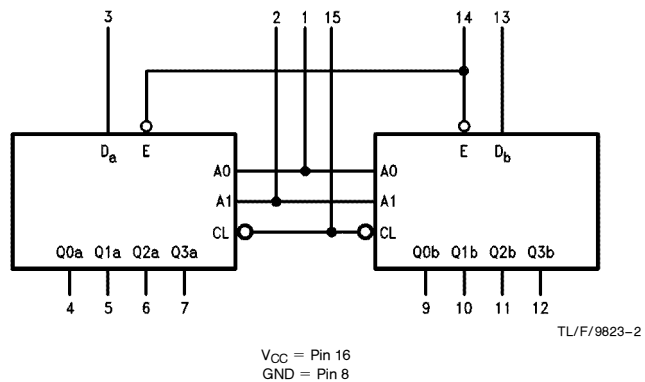 3 2 1 15 14 13
Da E E Db
A0 A0
A1 A1
CL CL
Q0a Q1a Q2a Q3a Q0b Q1b Q2b Q3b
4 5 6 7 9 10 11 12
TL/F/9823-2
VCC = Pin 16
GND = Pin 8